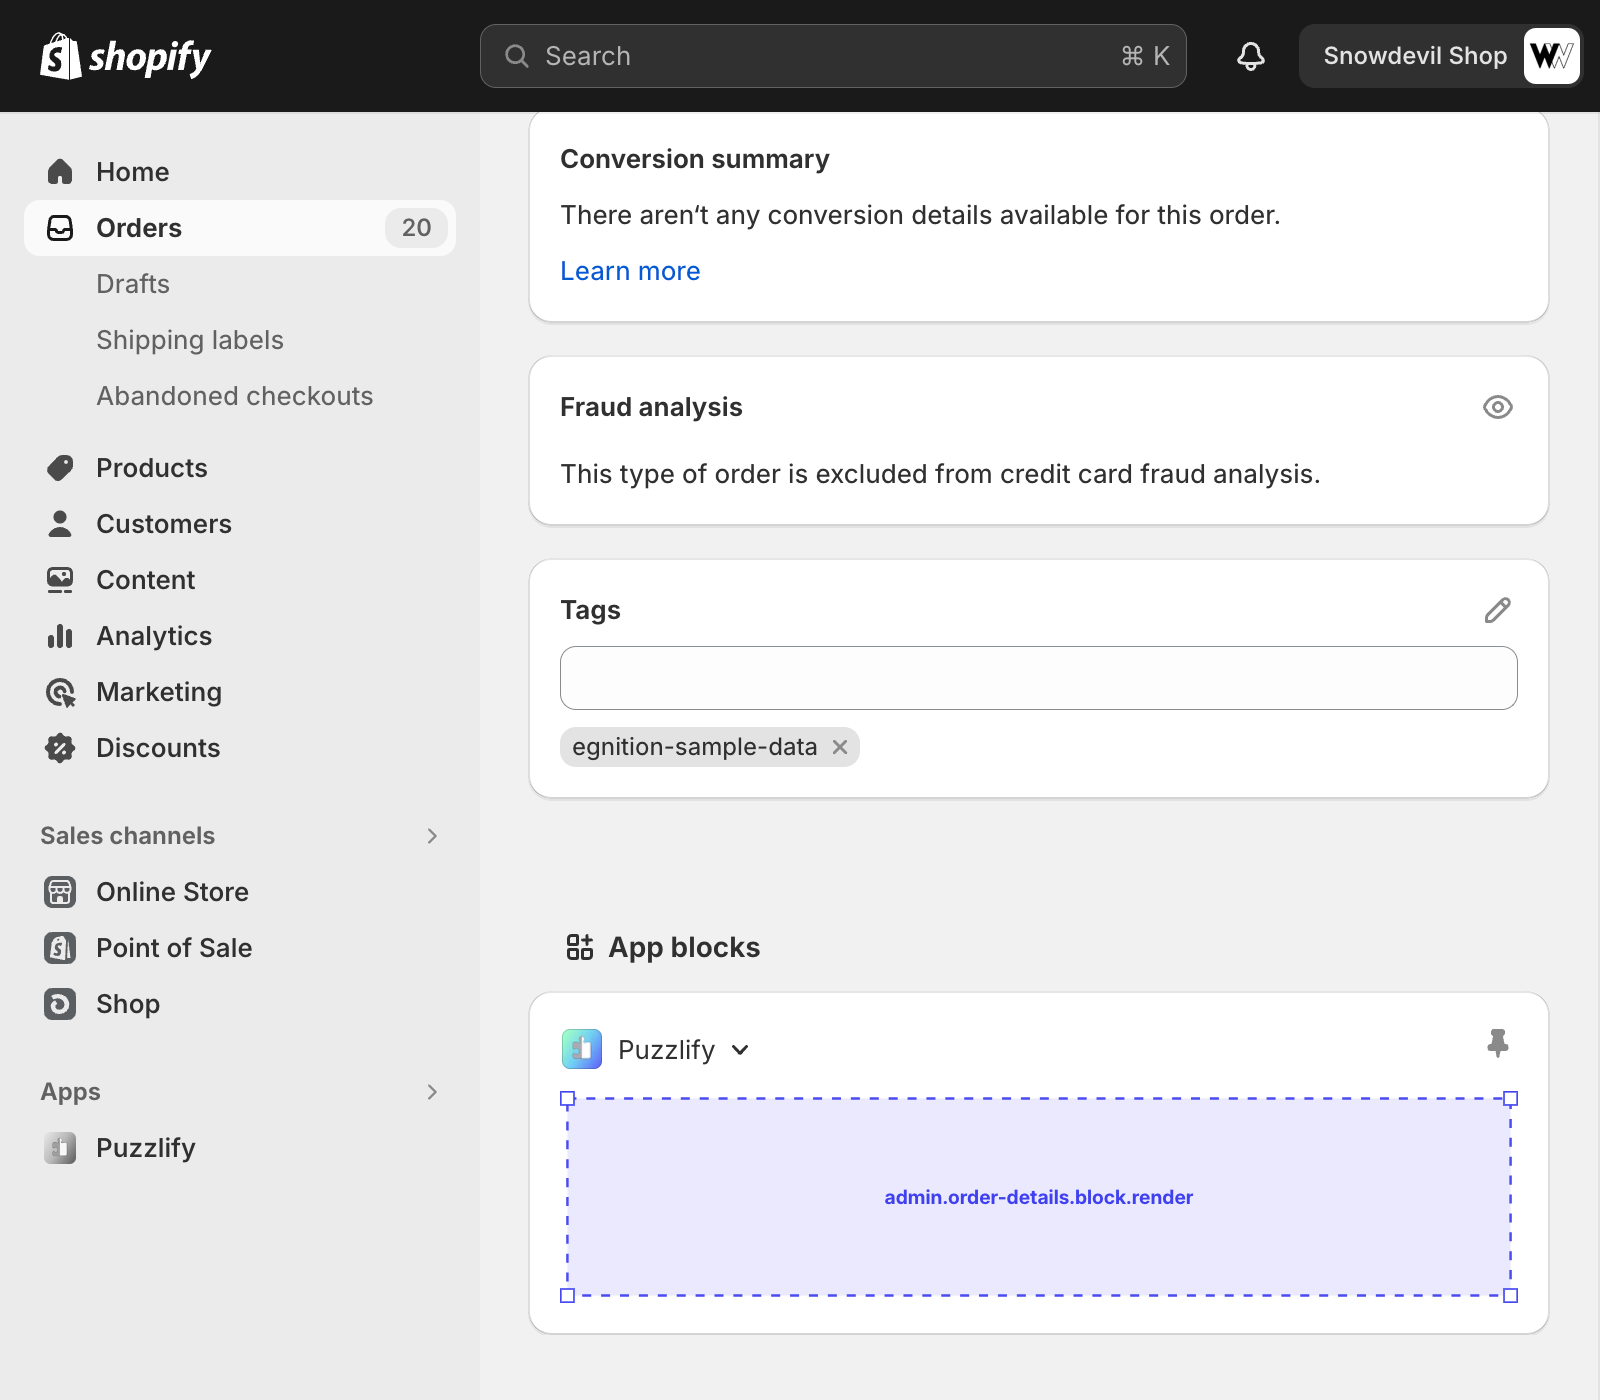 shopify
Search
⌘ K
Snowdevil Shop
Home
Orders
20
Drafts
Shipping labels
Abandoned checkouts
Products
Customers
Content
Analytics
Marketing
Discounts
Sales channels
Online Store
Point of Sale
Shop
Apps
Puzzlify
Conversion summary
There aren‘t any conversion details available for this order.
Learn more
Fraud analysis
This type of order is excluded from credit card fraud analysis.
Tags
egnition-sample-data
App blocks
Puzzlify
admin.order-details.block.render